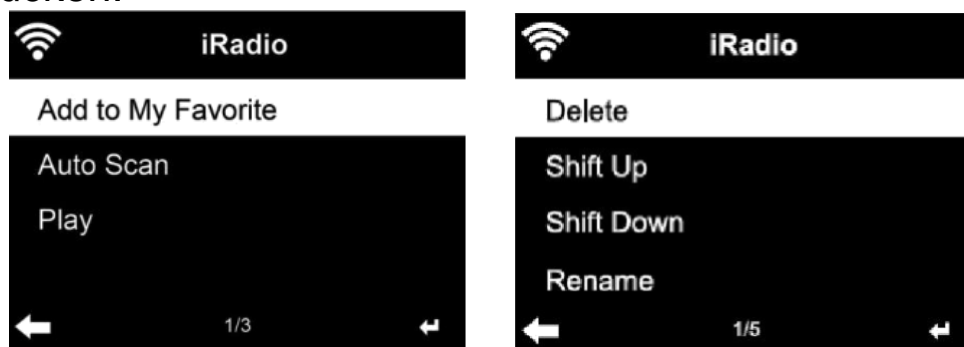 iRadio
Add to My Favorite
Auto Scan
Play
1/3
iRadio
Delete
Shift Up
Shift Down
Rename
1/5